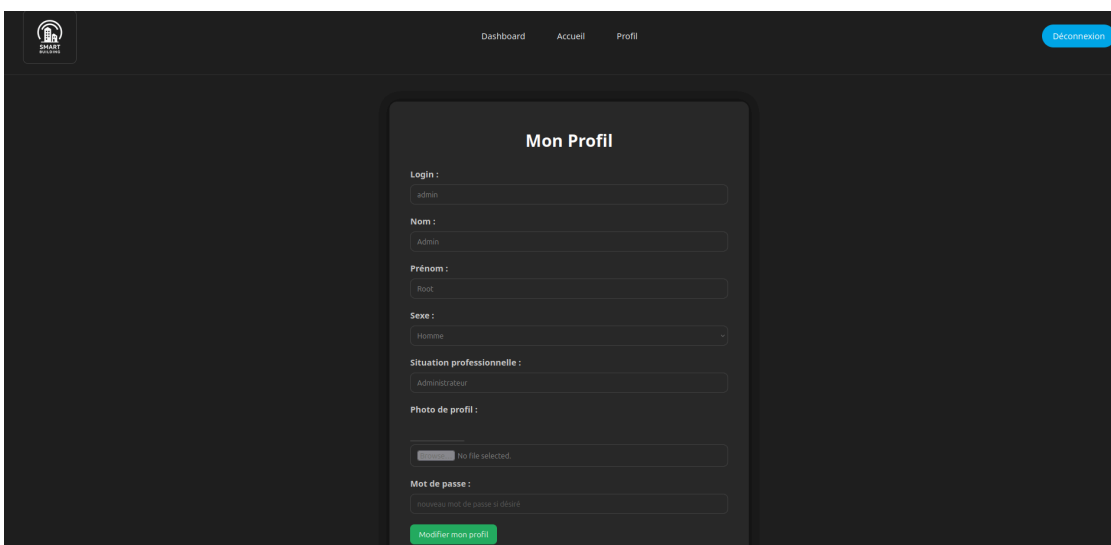 SMART
BUILDING
Dashboard Accueil Profil Déconnexion
Mon Profil
Login :
admin
Nom :
Admin
Prénom :
Root
Sexe :
Homme
Situation professionnelle :
Administrateur
Photo de profil :
No file selected.
Mot de passe :
nouveau mot de passe si désiré
Modifier mon profil